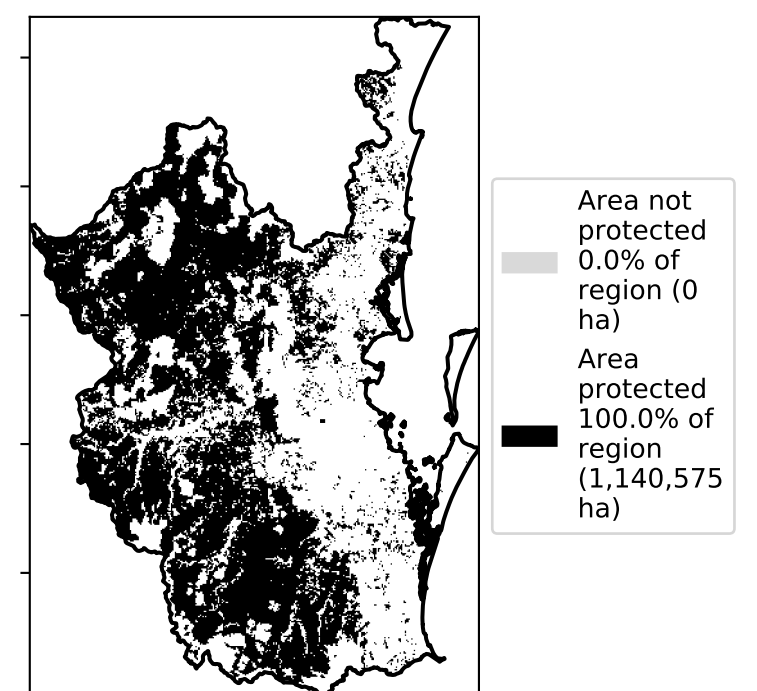 Area not
protected
0.0% of
region (0
ha)
Area
protected
100.0% of
region
(1,140,575
ha)